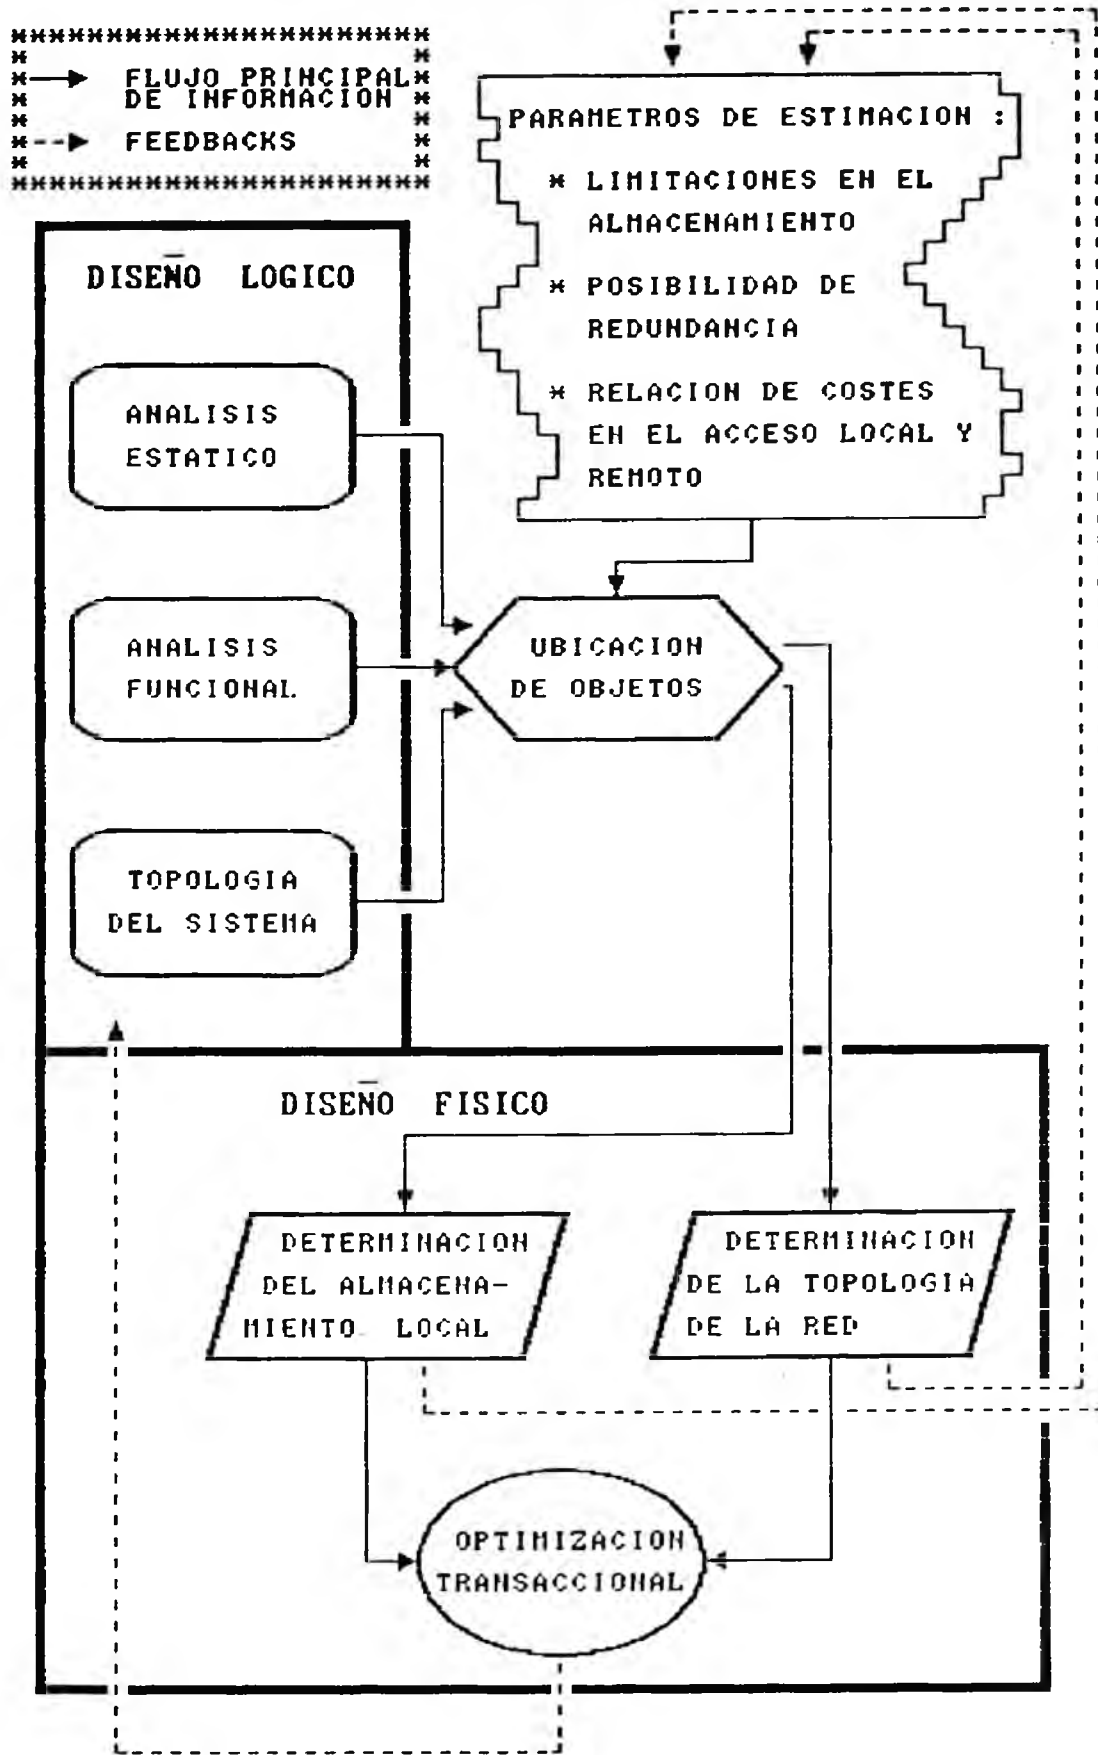 FLUJO PRINCIPAL
DE INFORMACION
FEEDBACKS
PARAMETROS DE ESTIMACION :
* LIMITACIONES EN EL
ALMACENAMIENTO
* POSIBILIDAD DE
REDUNDANCIA
* RELACION DE COSTES
EN EL ACCESO LOCAL Y
REMOTO
DISEÑO LOGICO
ANALISIS
ESTATICO
ANALISIS
FUNCIONAL
TOPOLOGIA
DEL SISTEMA
UBICACION
DE OBJETOS
DISEÑO FISICO
DETERMINACION
DEL ALMACENA-
MIENTO LOCAL
DETERMINACION
DE LA TOPOLOGIA
DE LA RED
OPTIMIZACION
TRANSACCIONAL